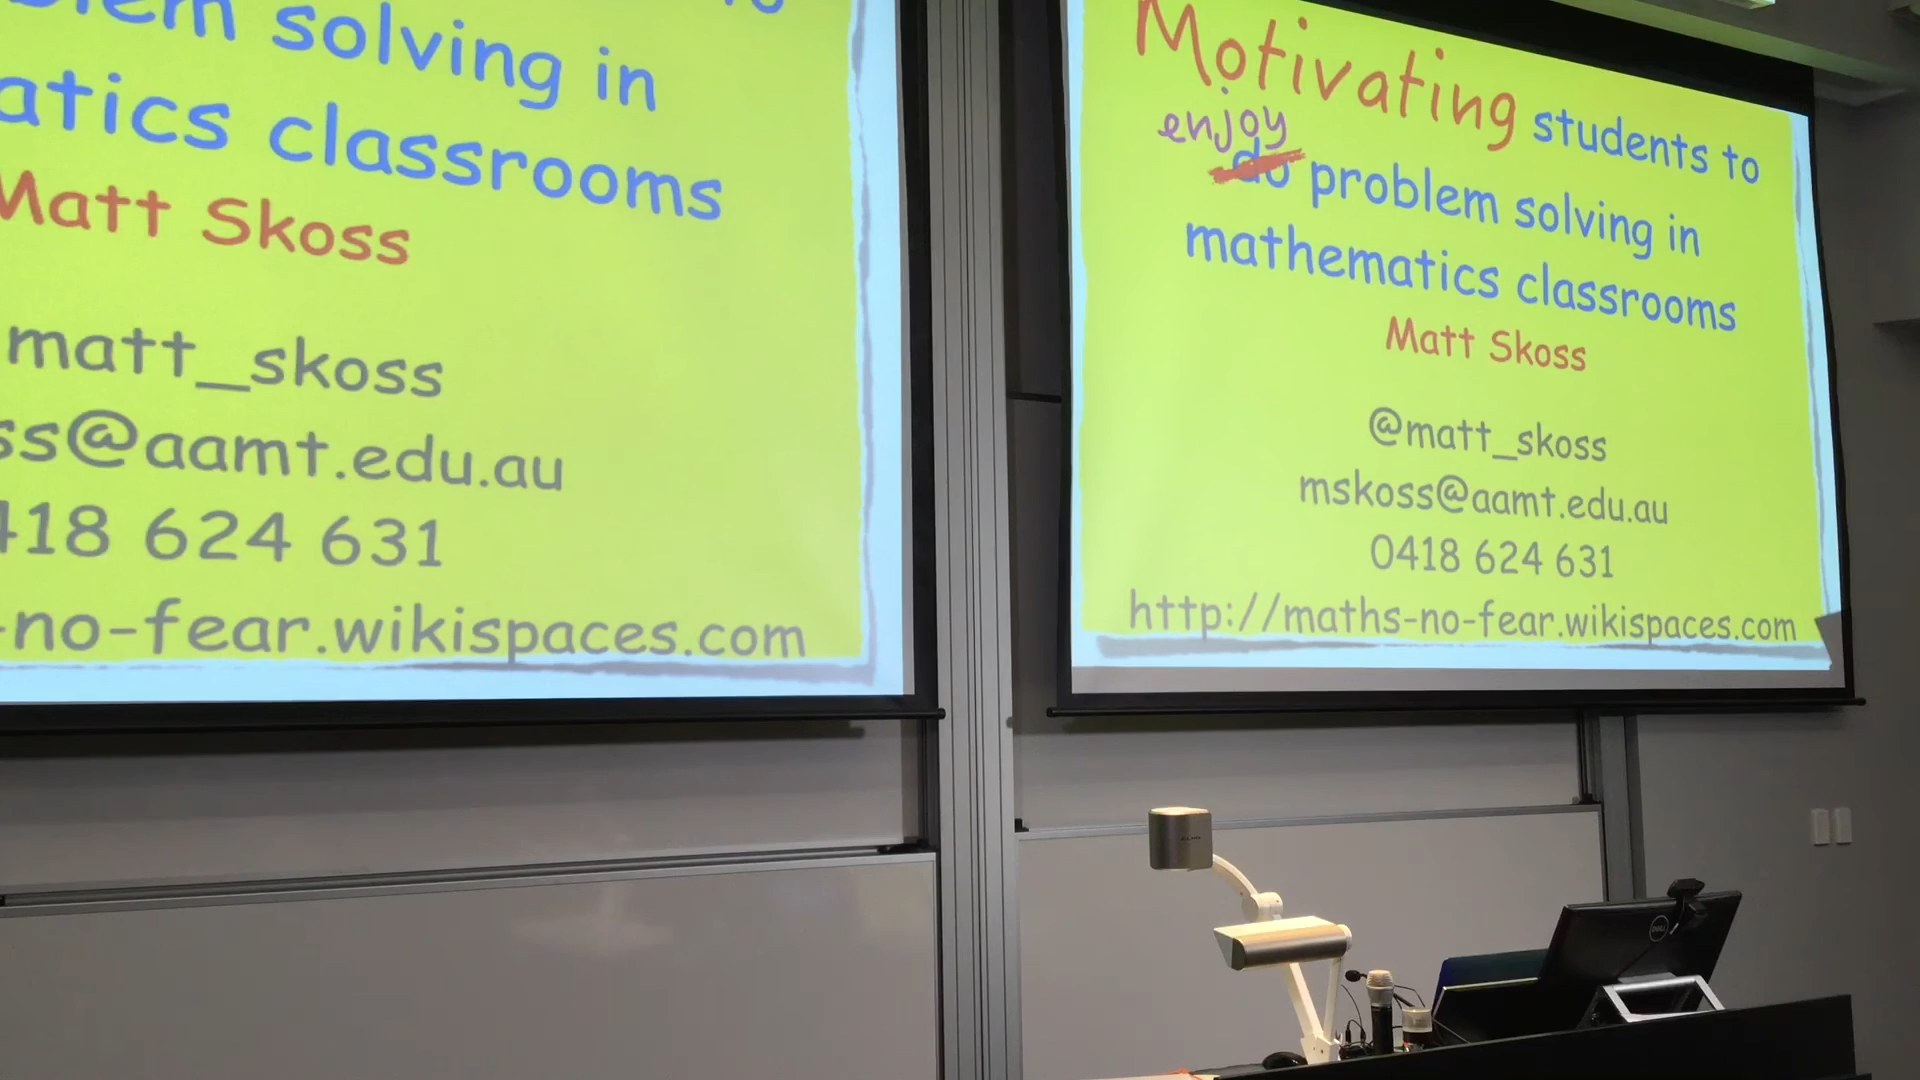 solving in
atics classrooms
Matt Skoss
matt_skoss
ss@aamt.edu.au
418 624 631
-no-fear.wikispaces.com
Motivating students to
enjoy
do problem solving in
mathematics classrooms
Matt Skoss
@matt_skoss
mskoss@aamt.edu.au
0418 624 631
http://maths-no-fear.wikispaces.com
DELL